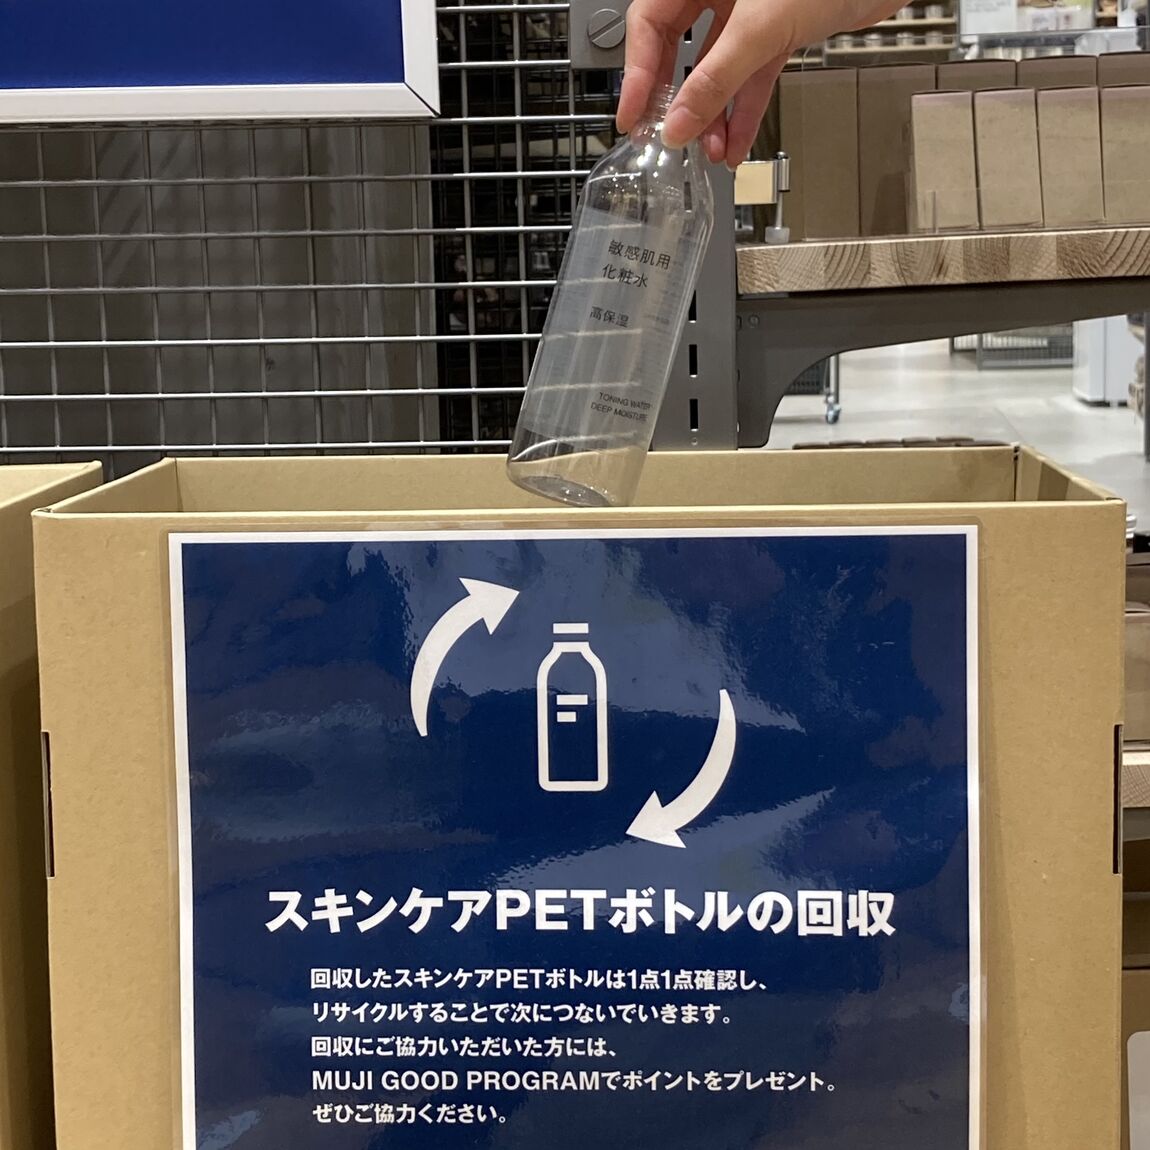 敏感肌用
化粧水
高保湿
TONING WATER
DEEP MOISTURE
スキンケアPETボトルの回収
回収したスキンケアPETボトルは1点1点確認し、
リサイクルすることで次につないでいきます。
回収にご協力いただいた方には、
MUJI GOOD PROGRAMでポイントをプレゼント。
ぜひご協力ください。